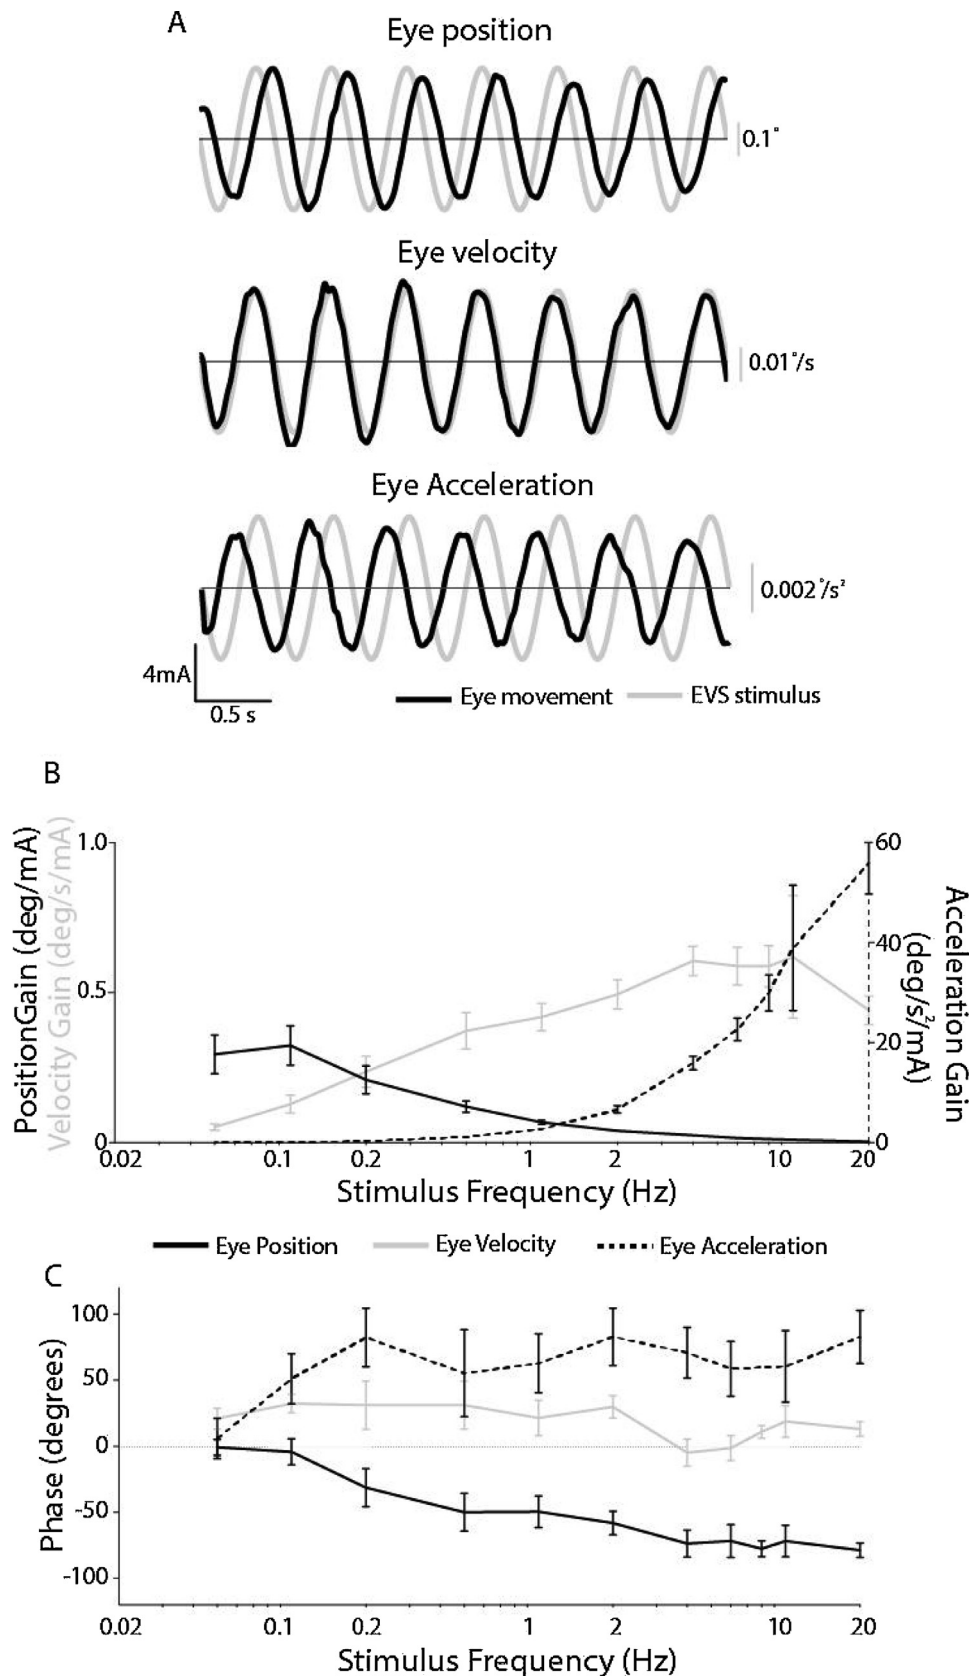 A
Eye position
0.1°
Eye velocity
0.01°/s
Eye Acceleration
0.002°/s²
4mA
0.5 s
Eye movement
EVS stimulus
B
PositionGain (deg/mA)
Velocity Gain (deg/s/mA)
1.0
0.5
0
60
40
20
0
Acceleration Gain
(deg/s²/mA)
0.02 0.1 0.2 1 2 10 20
Stimulus Frequency (Hz)
Eye Position Eye Velocity Eye Acceleration
C
Phase (degrees)
100
50
0
-50
-100
0.02 0.1 0.2 1 2 10 20
Stimulus Frequency (Hz)